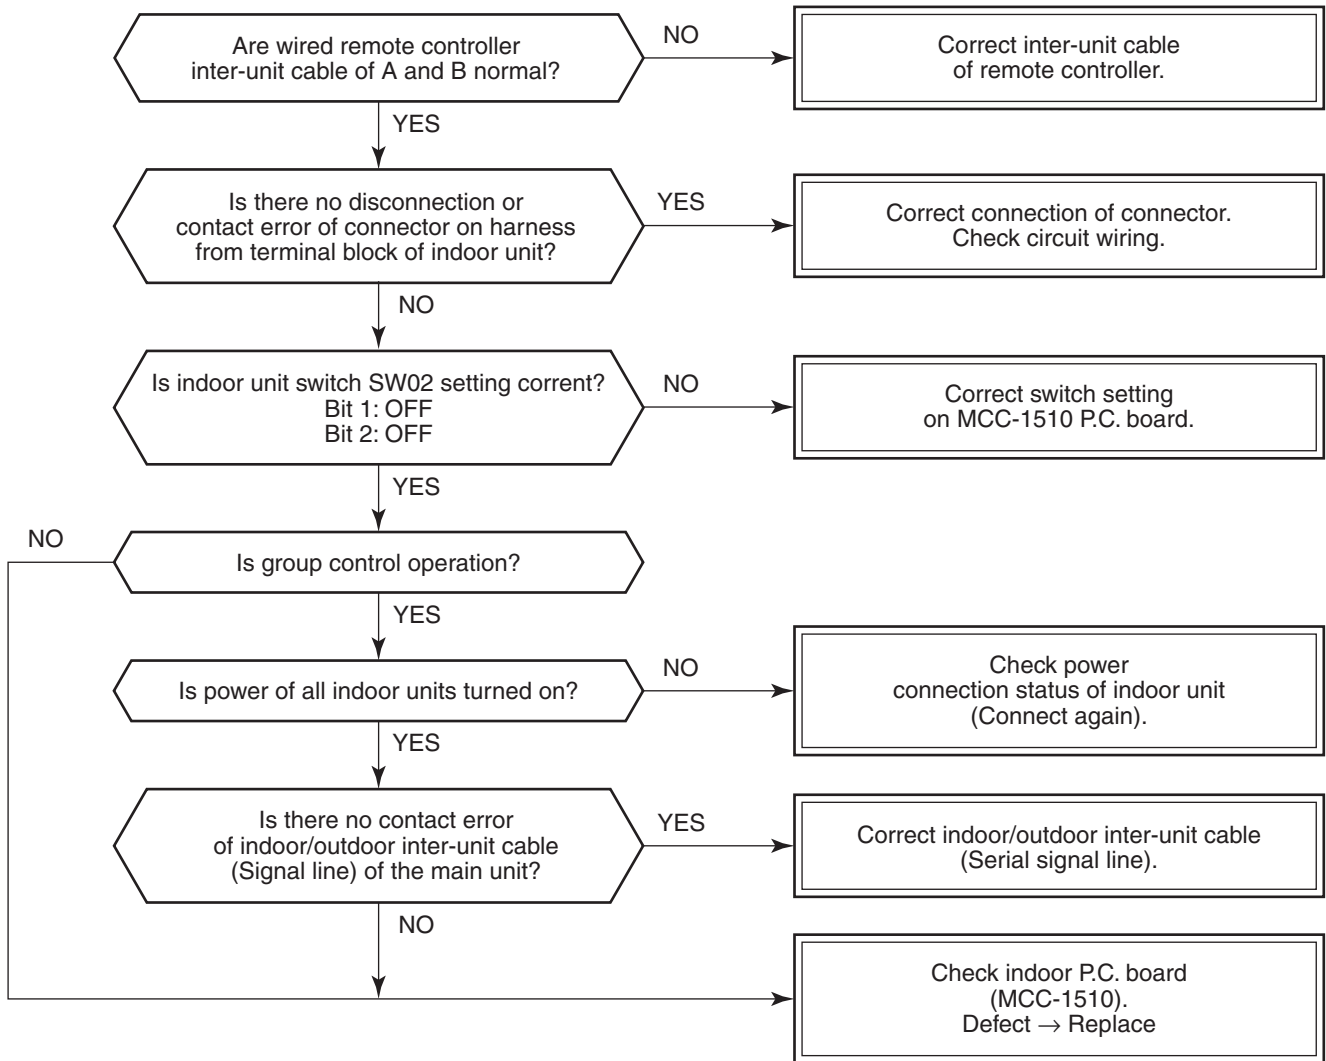 Are wired remote controller
inter-unit cable of A and B normal?
NO
Correct inter-unit cable
of remote controller.
YES
Is there no disconnection or
contact error of connector on harness
from terminal block of indoor unit?
YES
Correct connection of connector.
Check circuit wiring.
NO
Is indoor unit switch SW02 setting corrent?
Bit 1: OFF
Bit 2: OFF
NO
Correct switch setting
on MCC-1510 P.C. board.
YES
NO
Is group control operation?
YES
Is power of all indoor units turned on?
NO
Check power
connection status of indoor unit
(Connect again).
YES
Is there no contact error
of indoor/outdoor inter-unit cable
(Signal line) of the main unit?
YES
Correct indoor/outdoor inter-unit cable
(Serial signal line).
NO
Check indoor P.C. board
(MCC-1510).
Defect → Replace